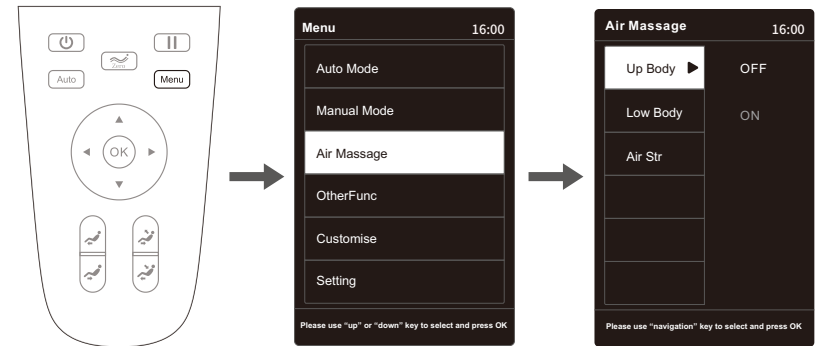 Zero
Auto
Menu
OK
Menu 16:00
Auto Mode
Manual Mode
Air Massage
OtherFunc
Customise
Setting
Please use “up” or “down” key to select and press OK
Air Massage 16:00
Up Body OFF
Low Body ON
Air Str
Please use “navigation” key to select and press OK